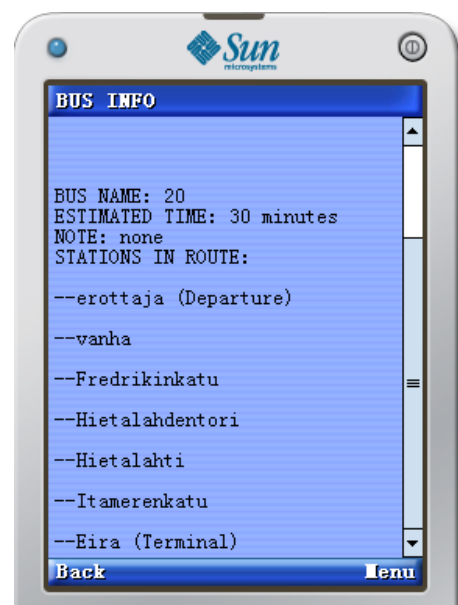 Sun
microsystems
BUS INFO
BUS NAME: 20
ESTIMATED TIME: 30 minutes
NOTE: none
STATIONS IN ROUTE:
--erottaja (Departure)
--vanha
--Fredrikinkatu
--Hietalahdentori
--Hietalahti
--Itamerenkatu
--Eira (Terminal)
Back Menu